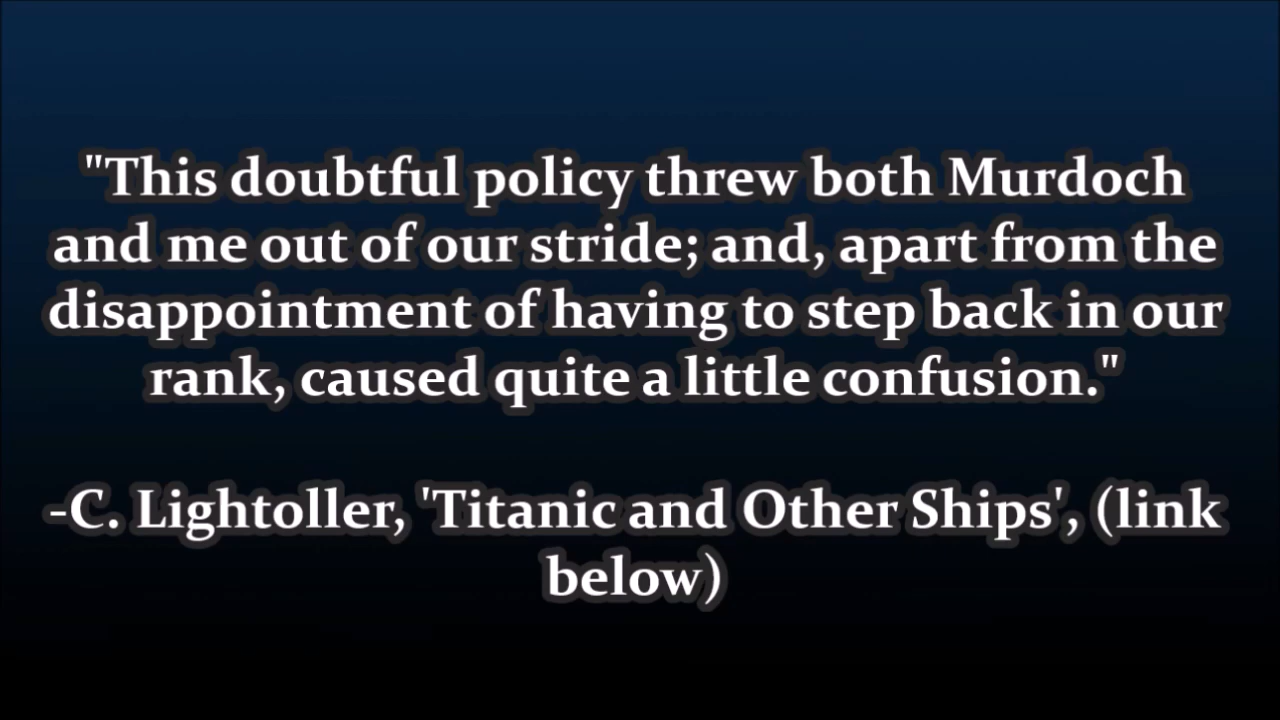 "This doubtful policy threw both Murdoch
and me out of our stride; and, apart from the
disappointment of having to step back in our
rank, caused quite a little confusion."
-C. Lightoller, 'Titanic and Other Ships', (link
below)